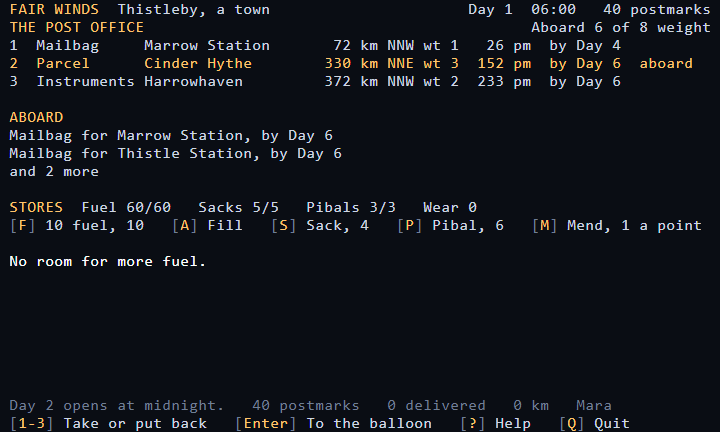 FAIR WINDS  Thistleby, a town                      Day 1  06:00   40 postmarks
THE POST OFFICE                                           Aboard 6 of 8 weight
1  Mailbag     Marrow Station       72 km NNW wt 1   26 pm  by Day 4
2  Parcel      Cinder Hythe        330 km NNE wt 3  152 pm  by Day 6  aboard
3  Instruments Harrowhaven         372 km NNW wt 2  233 pm  by Day 6
ABOARD
Mailbag for Marrow Station, by Day 6
Mailbag for Thistle Station, by Day 6
and 2 more
STORES  Fuel 60/60   Sacks 5/5   Pibals 3/3   Wear 0
[F] 10 fuel, 10   [A] Fill   [S] Sack, 4   [P] Pibal, 6   [M] Mend, 1 a point
No room for more fuel.
Day 2 opens at midnight.   40 postmarks   0 delivered   0 km   Mara
[1-3] Take or put back   [Enter] To the balloon   [?] Help   [Q] Quit